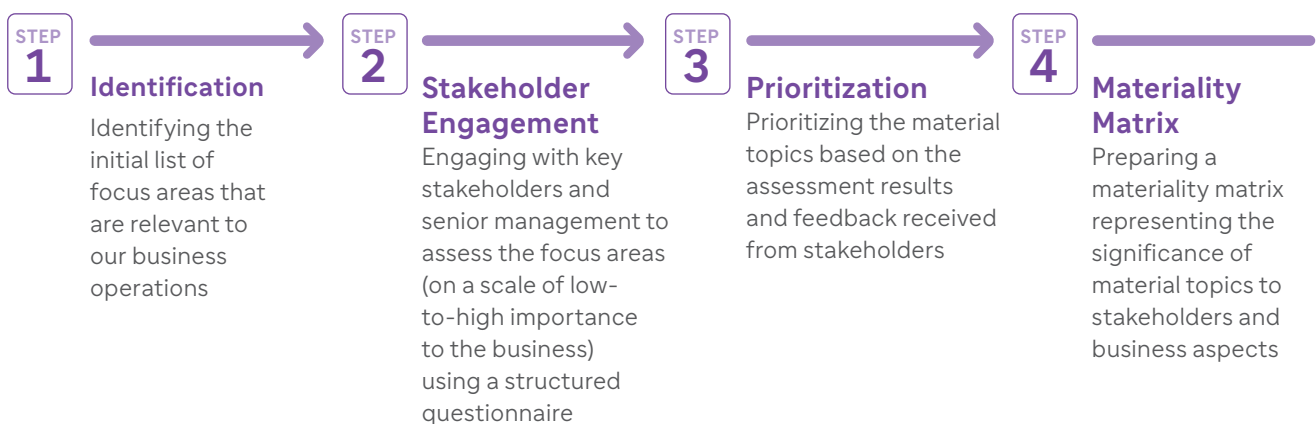 STEP
1
Identification
Identifying the
initial list of
focus areas that
are relevant to
our business
operations
STEP
2
Stakeholder
Engagement
Engaging with key
stakeholders and
senior management to
assess the focus areas
(on a scale of low-
to-high importance
to the business)
using a structured
questionnaire
STEP
3
Prioritization
Prioritizing the material
topics based on the
assessment results
and feedback received
from stakeholders
STEP
4
Materiality
Matrix
Preparing a
materiality matrix
representing the
significance of
material topics to
stakeholders and
business aspects